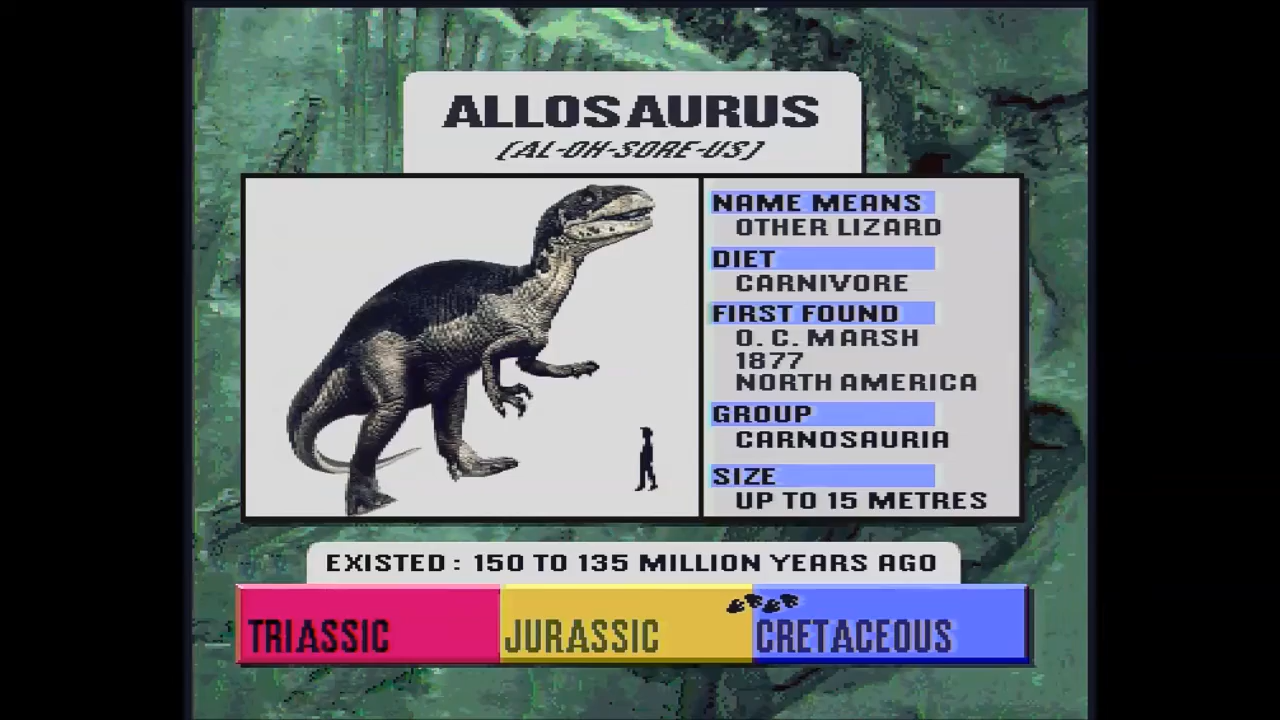 ALLOSAURUS
(AL-OH-SORE-US)
NAME MEANS
OTHER LIZARD
DIET
CARNIVORE
FIRST FOUND
O. C. MARSH
1877
NORTH AMERICA
GROUP
CARNOSAURIA
SIZE
UP TO 15 METRES
EXISTED : 150 TO 135 MILLION YEARS AGO
TRIASSIC
JURASSIC
CRETACEOUS